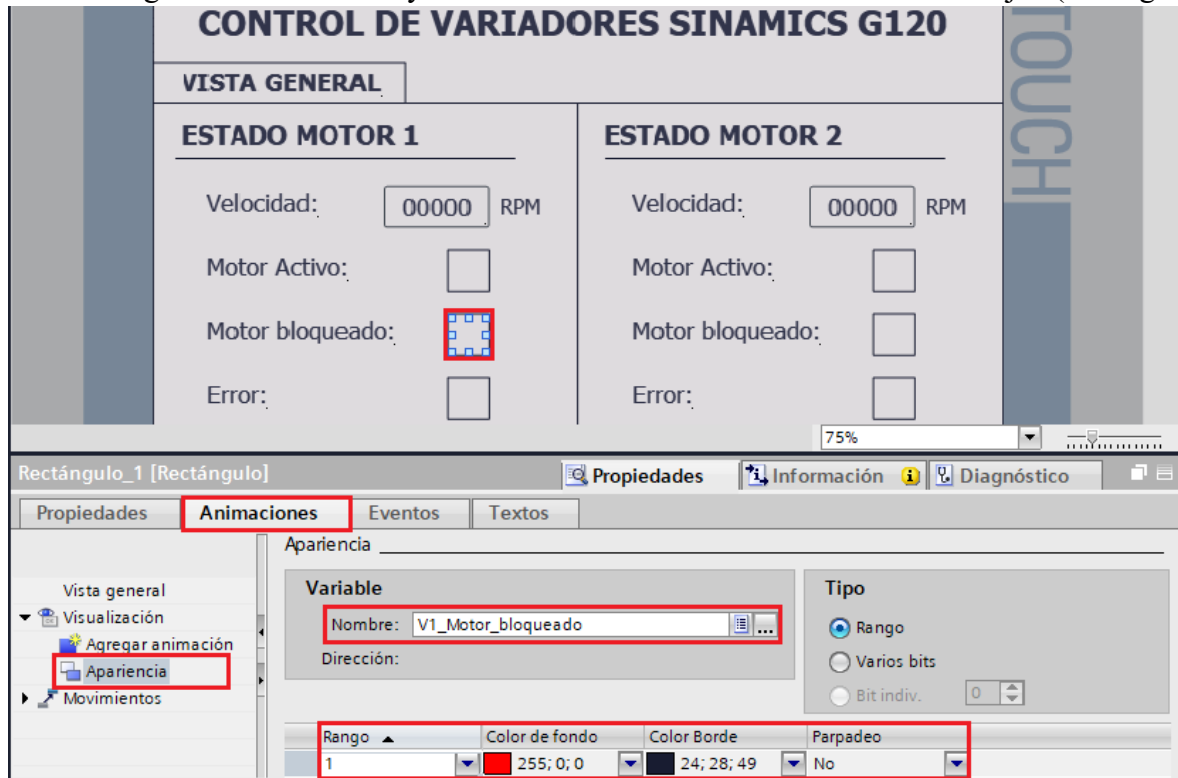 CONTROL DE VARIADORES SINAMICS G120
TOUCH
VISTA GENERAL
ESTADO MOTOR 1
ESTADO MOTOR 2
Velocidad: 00000 RPM
Velocidad: 00000 RPM
Motor Activo:
Motor Activo:
Motor bloqueado:
Motor bloqueado:
Error:
Error:
75%
Rectángulo_1 [Rectángulo]
Propiedades
Información
Diagnóstico
Propiedades
Animaciones
Eventos
Textos
Apariencia
Vista general
Visualización
Agregar animación
Apariencia
Movimientos
Variable
Nombre: V1_Motor_bloqueado
...
Dirección:
Tipo
Rango
Varios bits
Bit indiv. 0
Rango Color de fondo Color Borde Parpadeo
1 255; 0; 0 24; 28; 49 No